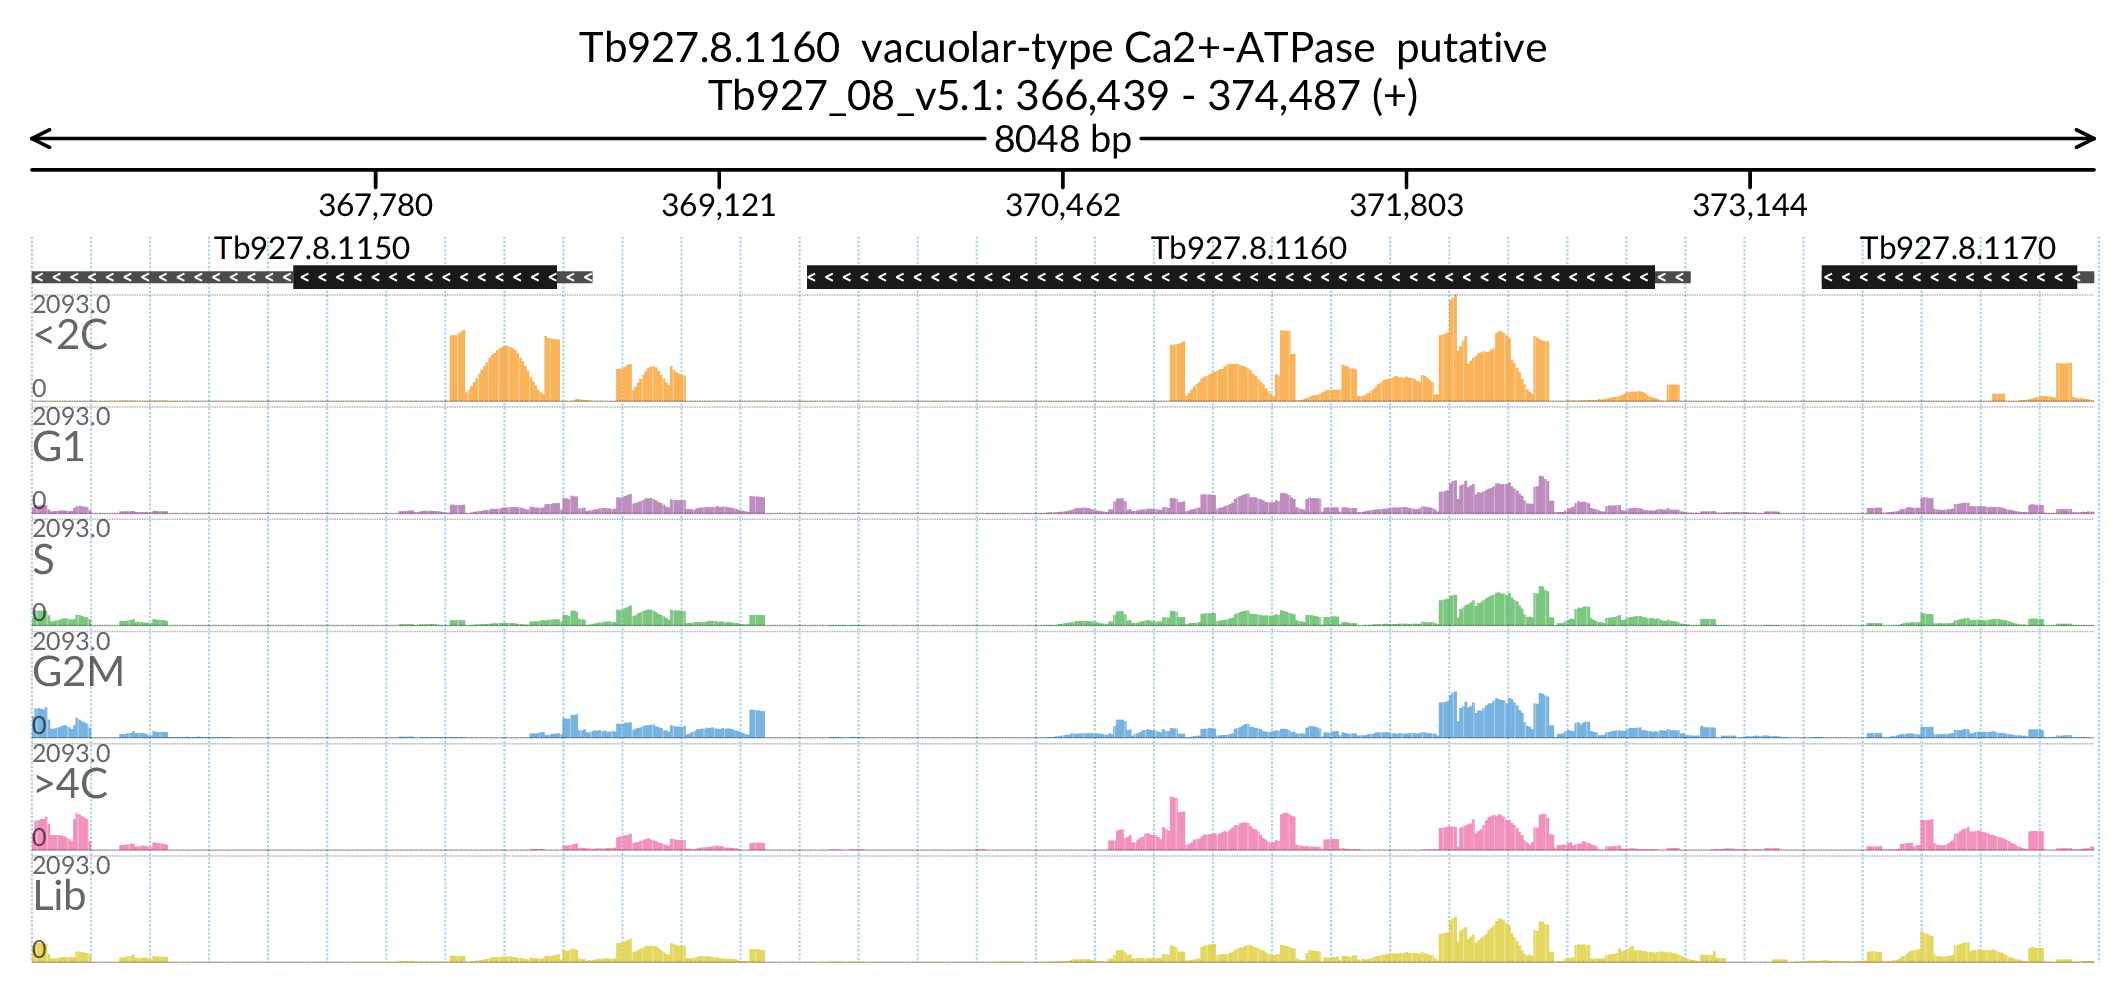 Tb927.8.1160  vacuolar-type Ca2+-ATPase  putative
Tb927_08_v5.1: 366,439 - 374,487 (+)
8048 bp
367,780 369,121 370,462 371,803 373,144
Tb927.8.1150 Tb927.8.1160 Tb927.8.1170
2093.0
<2C
0
2093.0
G1
0
2093.0
S
0
2093.0
G2M
0
2093.0
>4C
0
2093.0
Lib
0